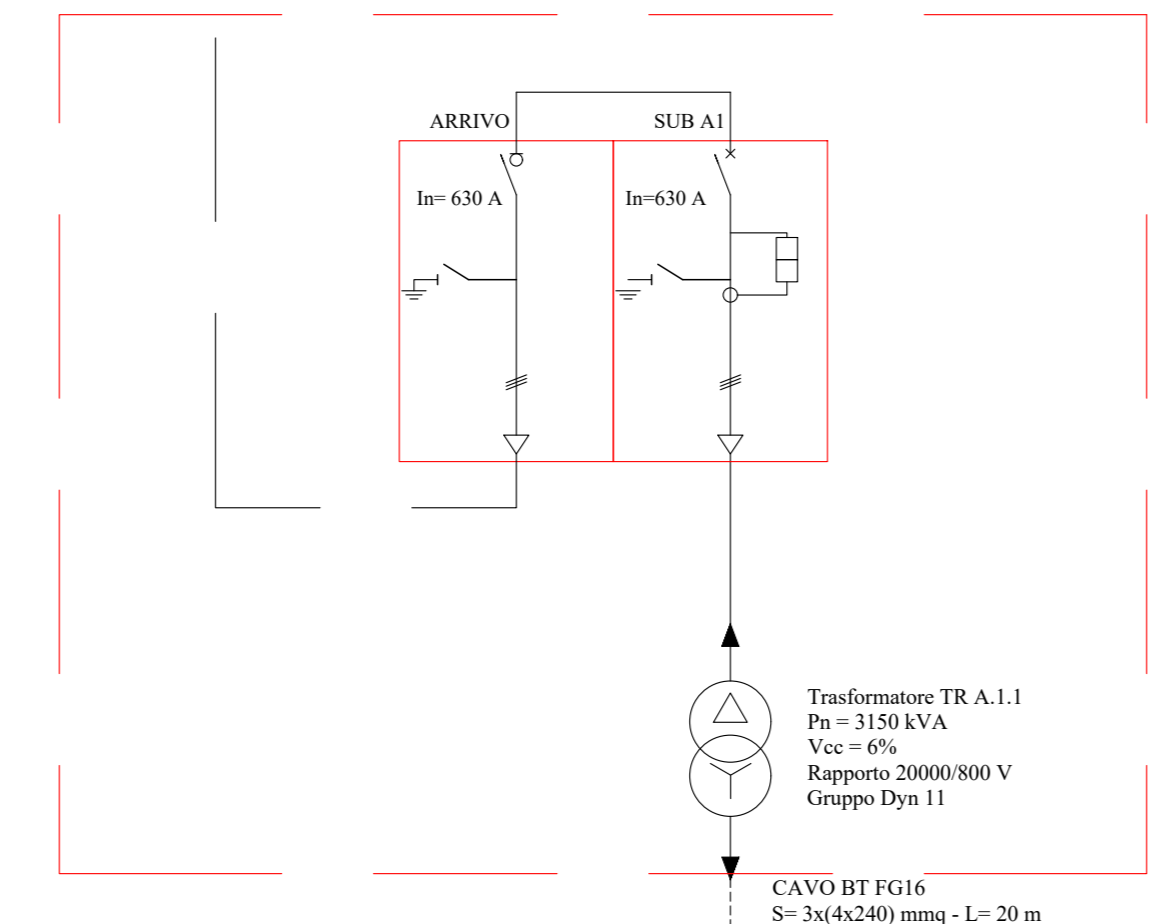 ARRIVO
SUB A1
In= 630 A
In=630 A
Trasformatore TR A.1.1
Pn = 3150 kVA
Vcc = 6%
Rapporto 20000/800 V
Gruppo Dyn 11
CAVO BT FG16
S= 3x(4x240) mmq - L= 20 m